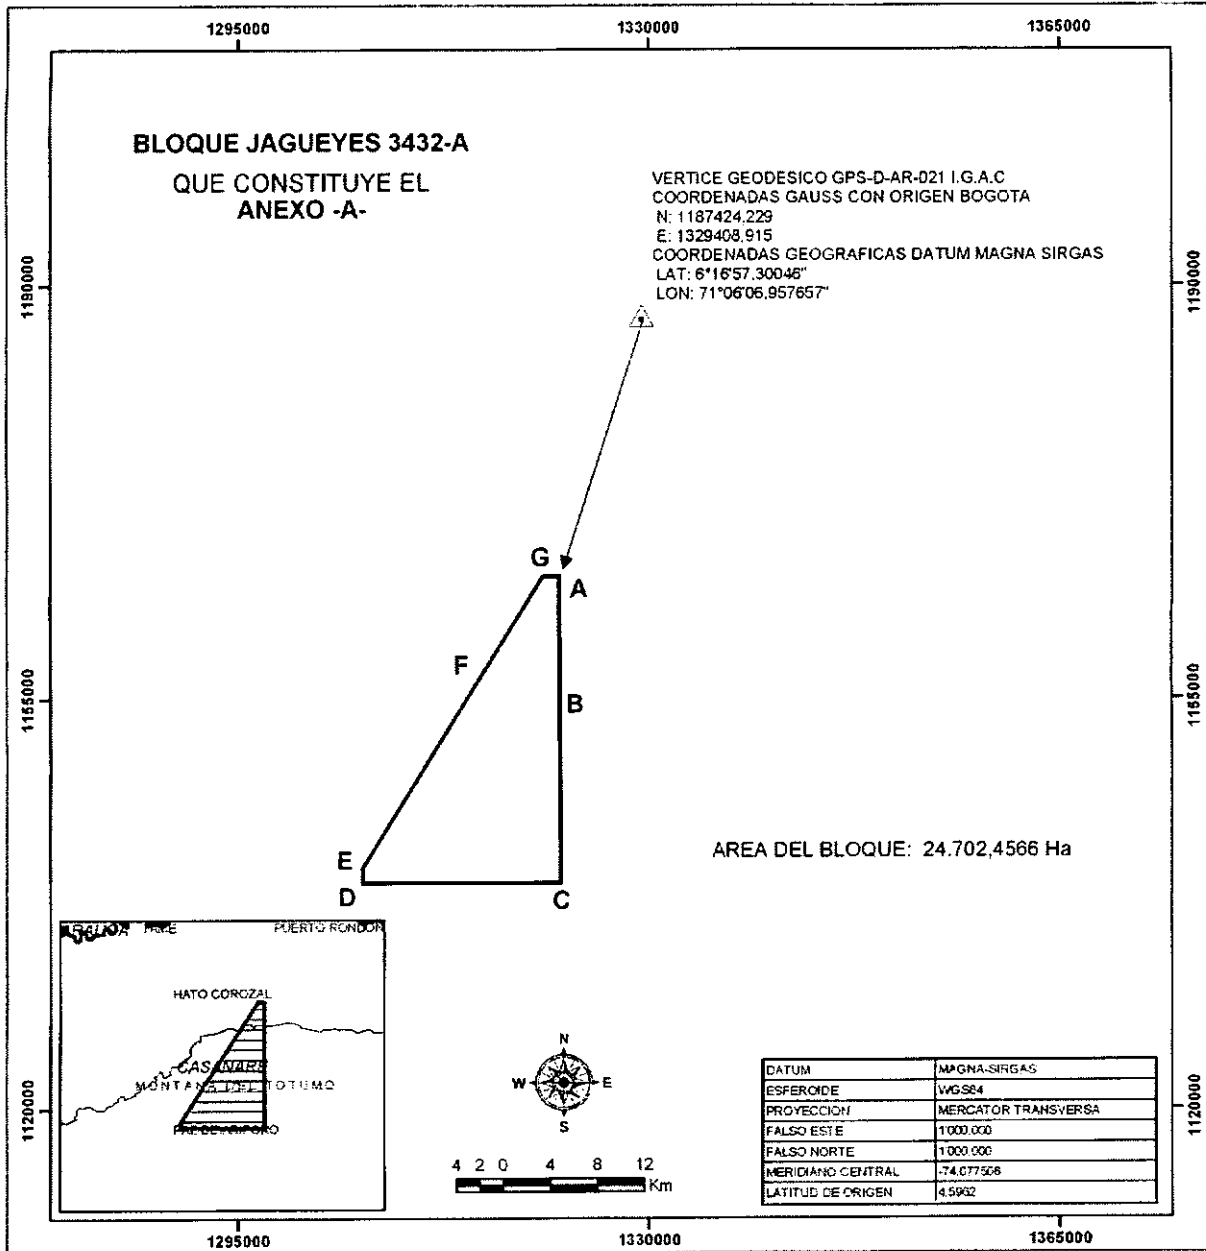 1295000 1330000 1365000
BLOQUE JAGUEYES 3432-A
QUE CONSTITUYE EL
ANEXO -A-
VERTICE GEODESICO GPS-D-AR-021 I.G.A.C
COORDENADAS GAUSS CON ORIGEN BOGOTA
N: 1187424,229
E: 1329408,915
COORDENADAS GEOGRAFICAS DATUM MAGNA SIRGAS
LAT: 6°16'57,30046"
LON: 71°06'06,957657"
1190000 1190000
G
A
F
B
1155000 1155000
E
D
C
AREA DEL BLOQUE: 24.702,4566 Ha
PUERTO RONDON
HATO COROZAL
CASANARE
MONTAÑA DEL TOTUMO
N
W E
S
4 2 0 4 8 12
Km
DATUM MAGNA-SIRGAS
ESFEROIDE WGS84
PROYECCION MERCATOR TRANSVERSA
FALSO ESTE 1'000.000
FALSO NORTE 1'000.000
MERIDIANO CENTRAL -74,077506
LATITUD DE ORIGEN 4,5962
1120000 1120000
1295000 1330000 1365000